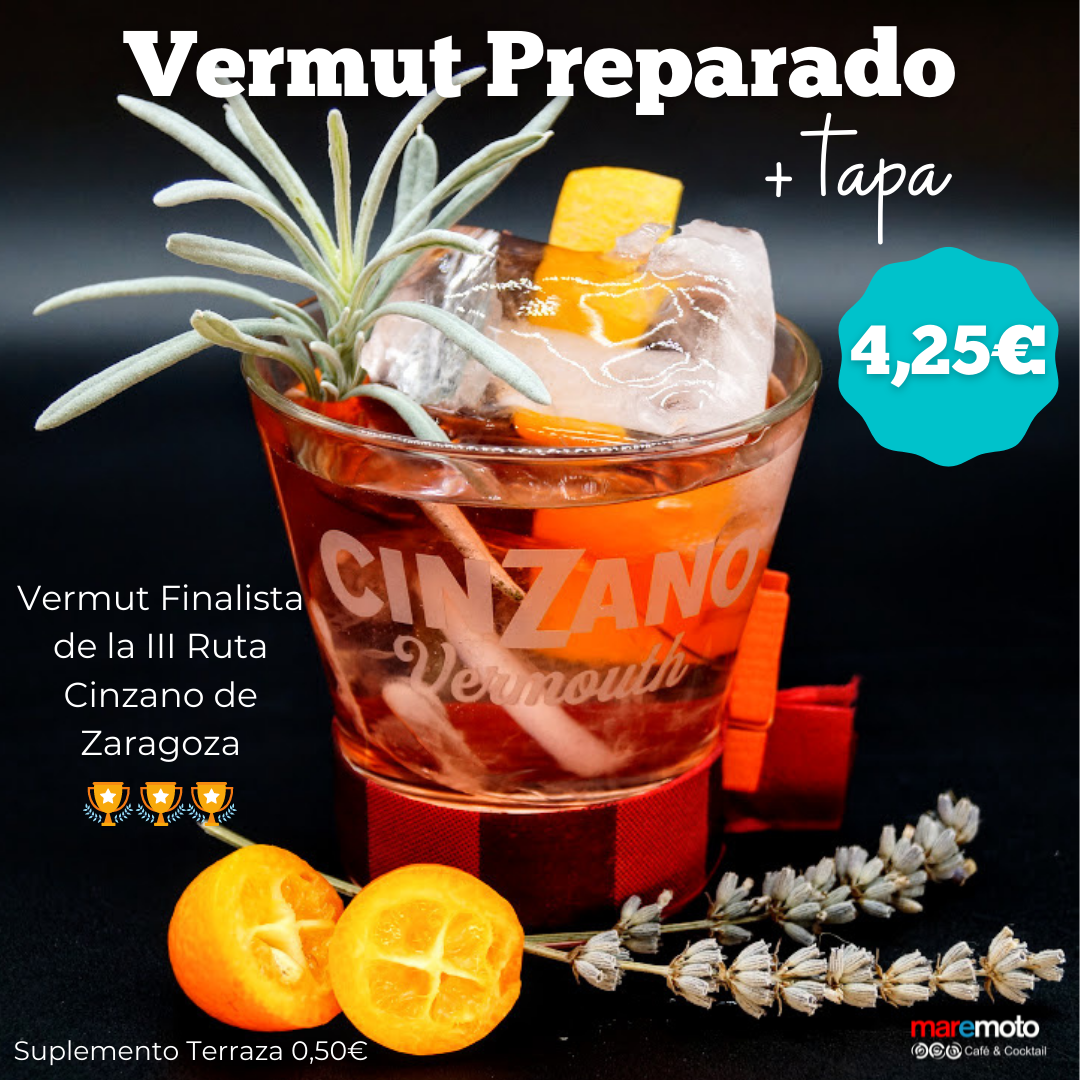 Vermut Preparado
+ Tapa
4,25€
CINZANO
Vermouth
Vermut Finalista
de la III Ruta
Cinzano de
Zaragoza
maremoto
Café & Cocktail
Suplemento Terraza 0,50€